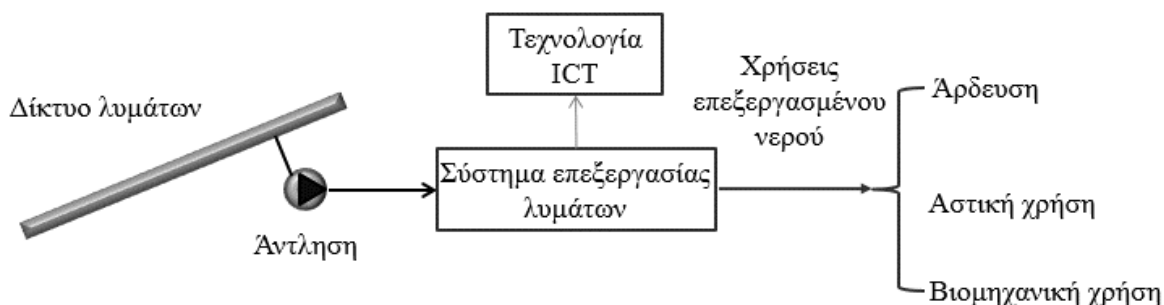 Τεχνολογία
ICT
Δίκτυο λυμάτων
Χρήσεις
επεξεργασμένου
νερού
Άρδευση
Σύστημα επεξεργασίας
λυμάτων
Αστική χρήση
Άντληση
Βιομηχανική χρήση